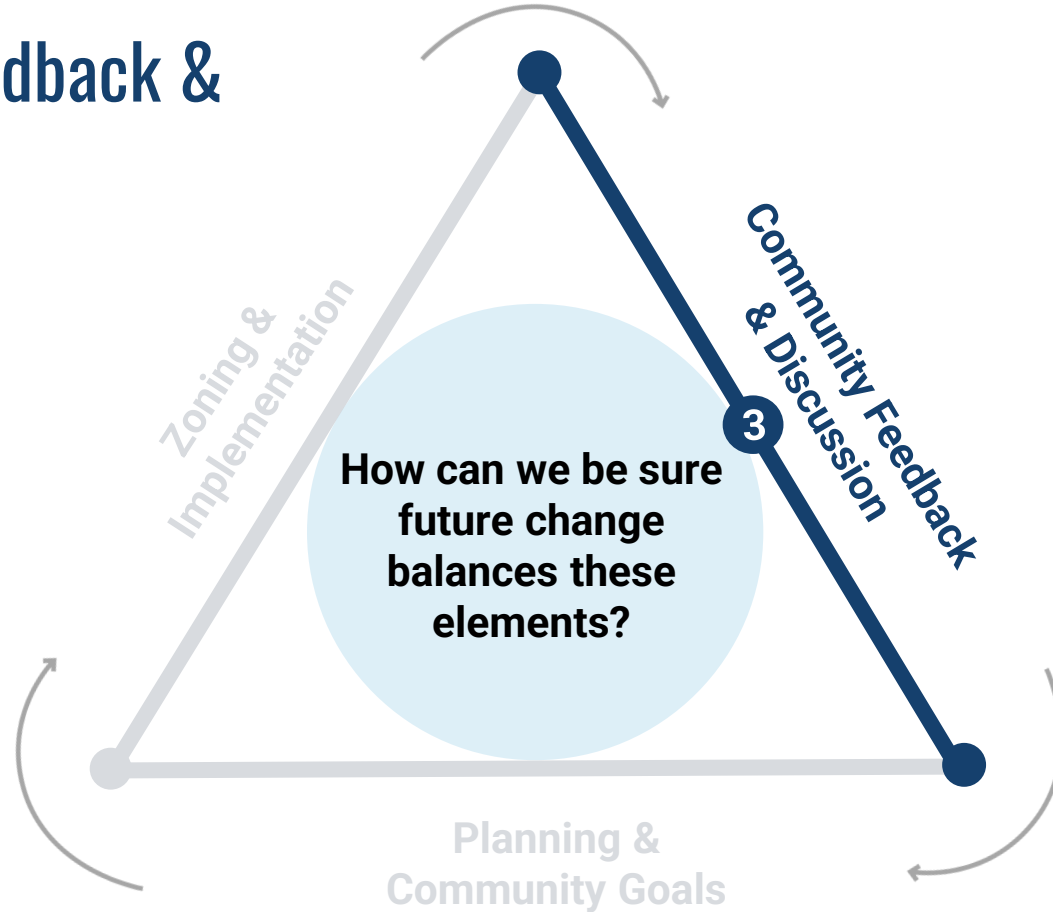 dback &
Community Feedback
& Discussion
Zoning &
Implementation
3
How can we be sure
future change
balances these
elements?
Planning &
Community Goals